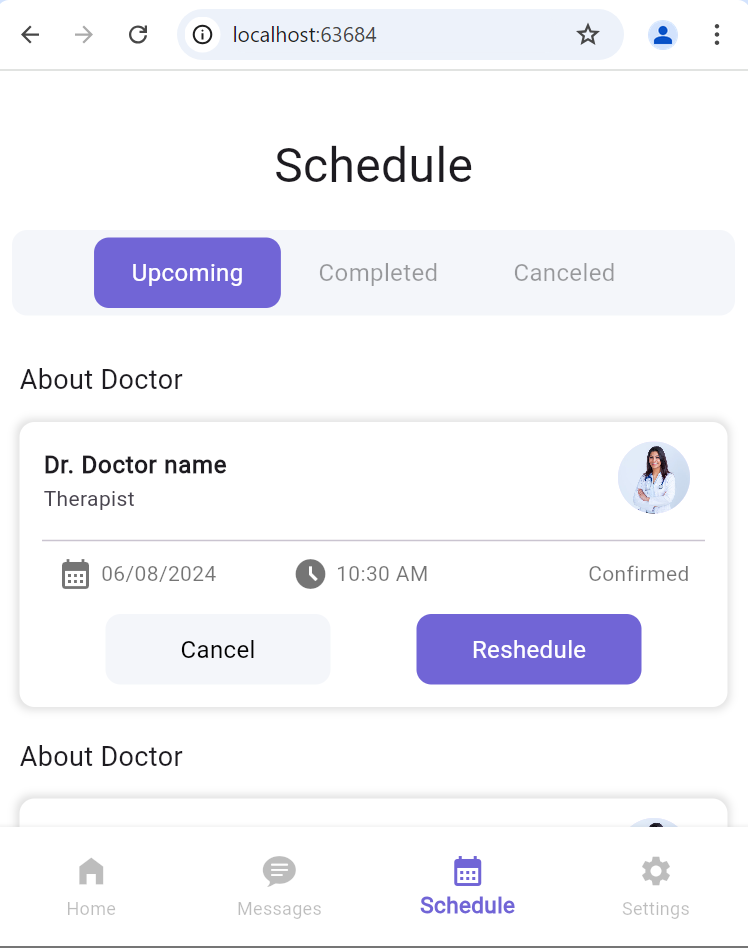 localhost:63684
Schedule
Upcoming Completed Canceled
About Doctor
Dr. Doctor name
Therapist
06/08/2024 10:30 AM Confirmed
Cancel Reshedule
About Doctor
Home Messages Schedule Settings